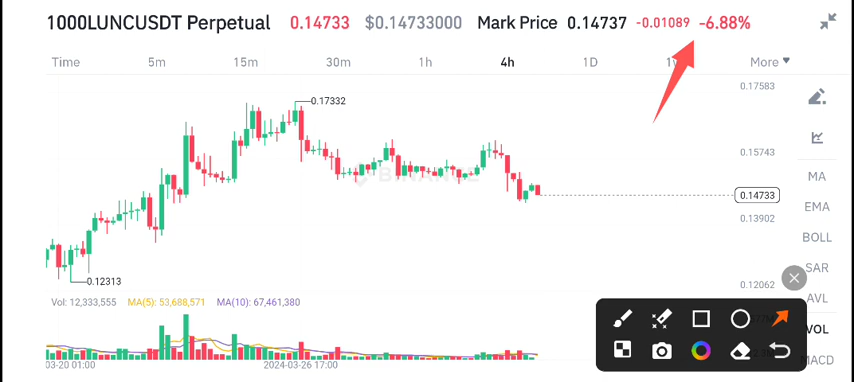 1000LUNCUSDT Perpetual 0.14733 $0.14733000 Mark Price 0.14737 -0.01089 -6.88%
Time 5m 15m 30m 1h 4h 1D More
0.17583
0.17332
0.15743
BINANCE
MA
0.14733
EMA
0.13902
BOLL
SAR
0.12313
0.12062
AVL
Vol: 12,333,555 MA(5): 53,688,571 MA(10): 67,461,380
VOL
MACD
03-20 01:00 2024-03-26 17:00